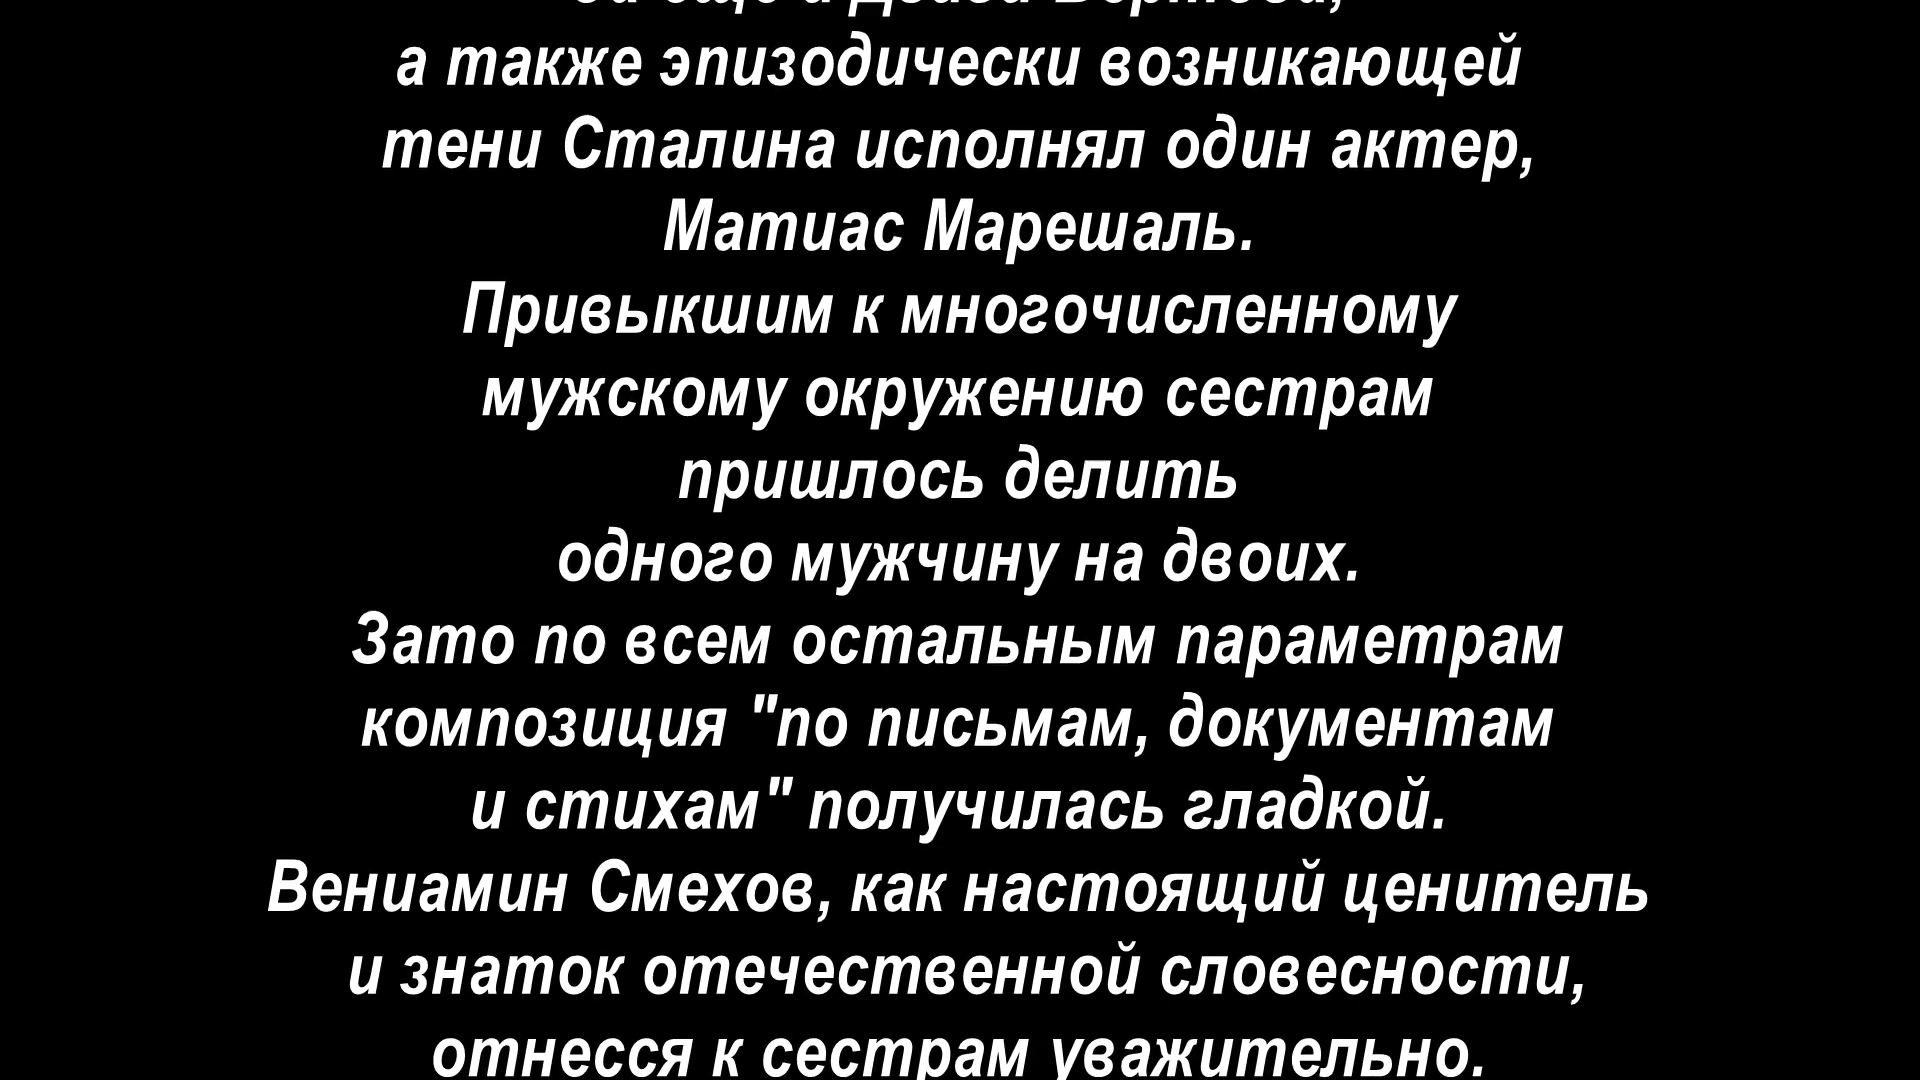 а также эпизодически возникающей
тени Сталина исполнял один актер,
Матиас Марешаль.
Привыкшим к многочисленному
мужскому окружению сестрам
пришлось делить
одного мужчину на двоих.
Зато по всем остальным параметрам
композиция "по письмам, документам
и стихам" получилась гладкой.
Вениамин Смехов, как настоящий ценитель
и знаток отечественной словесности,
отнесся к сестрам уважительно.